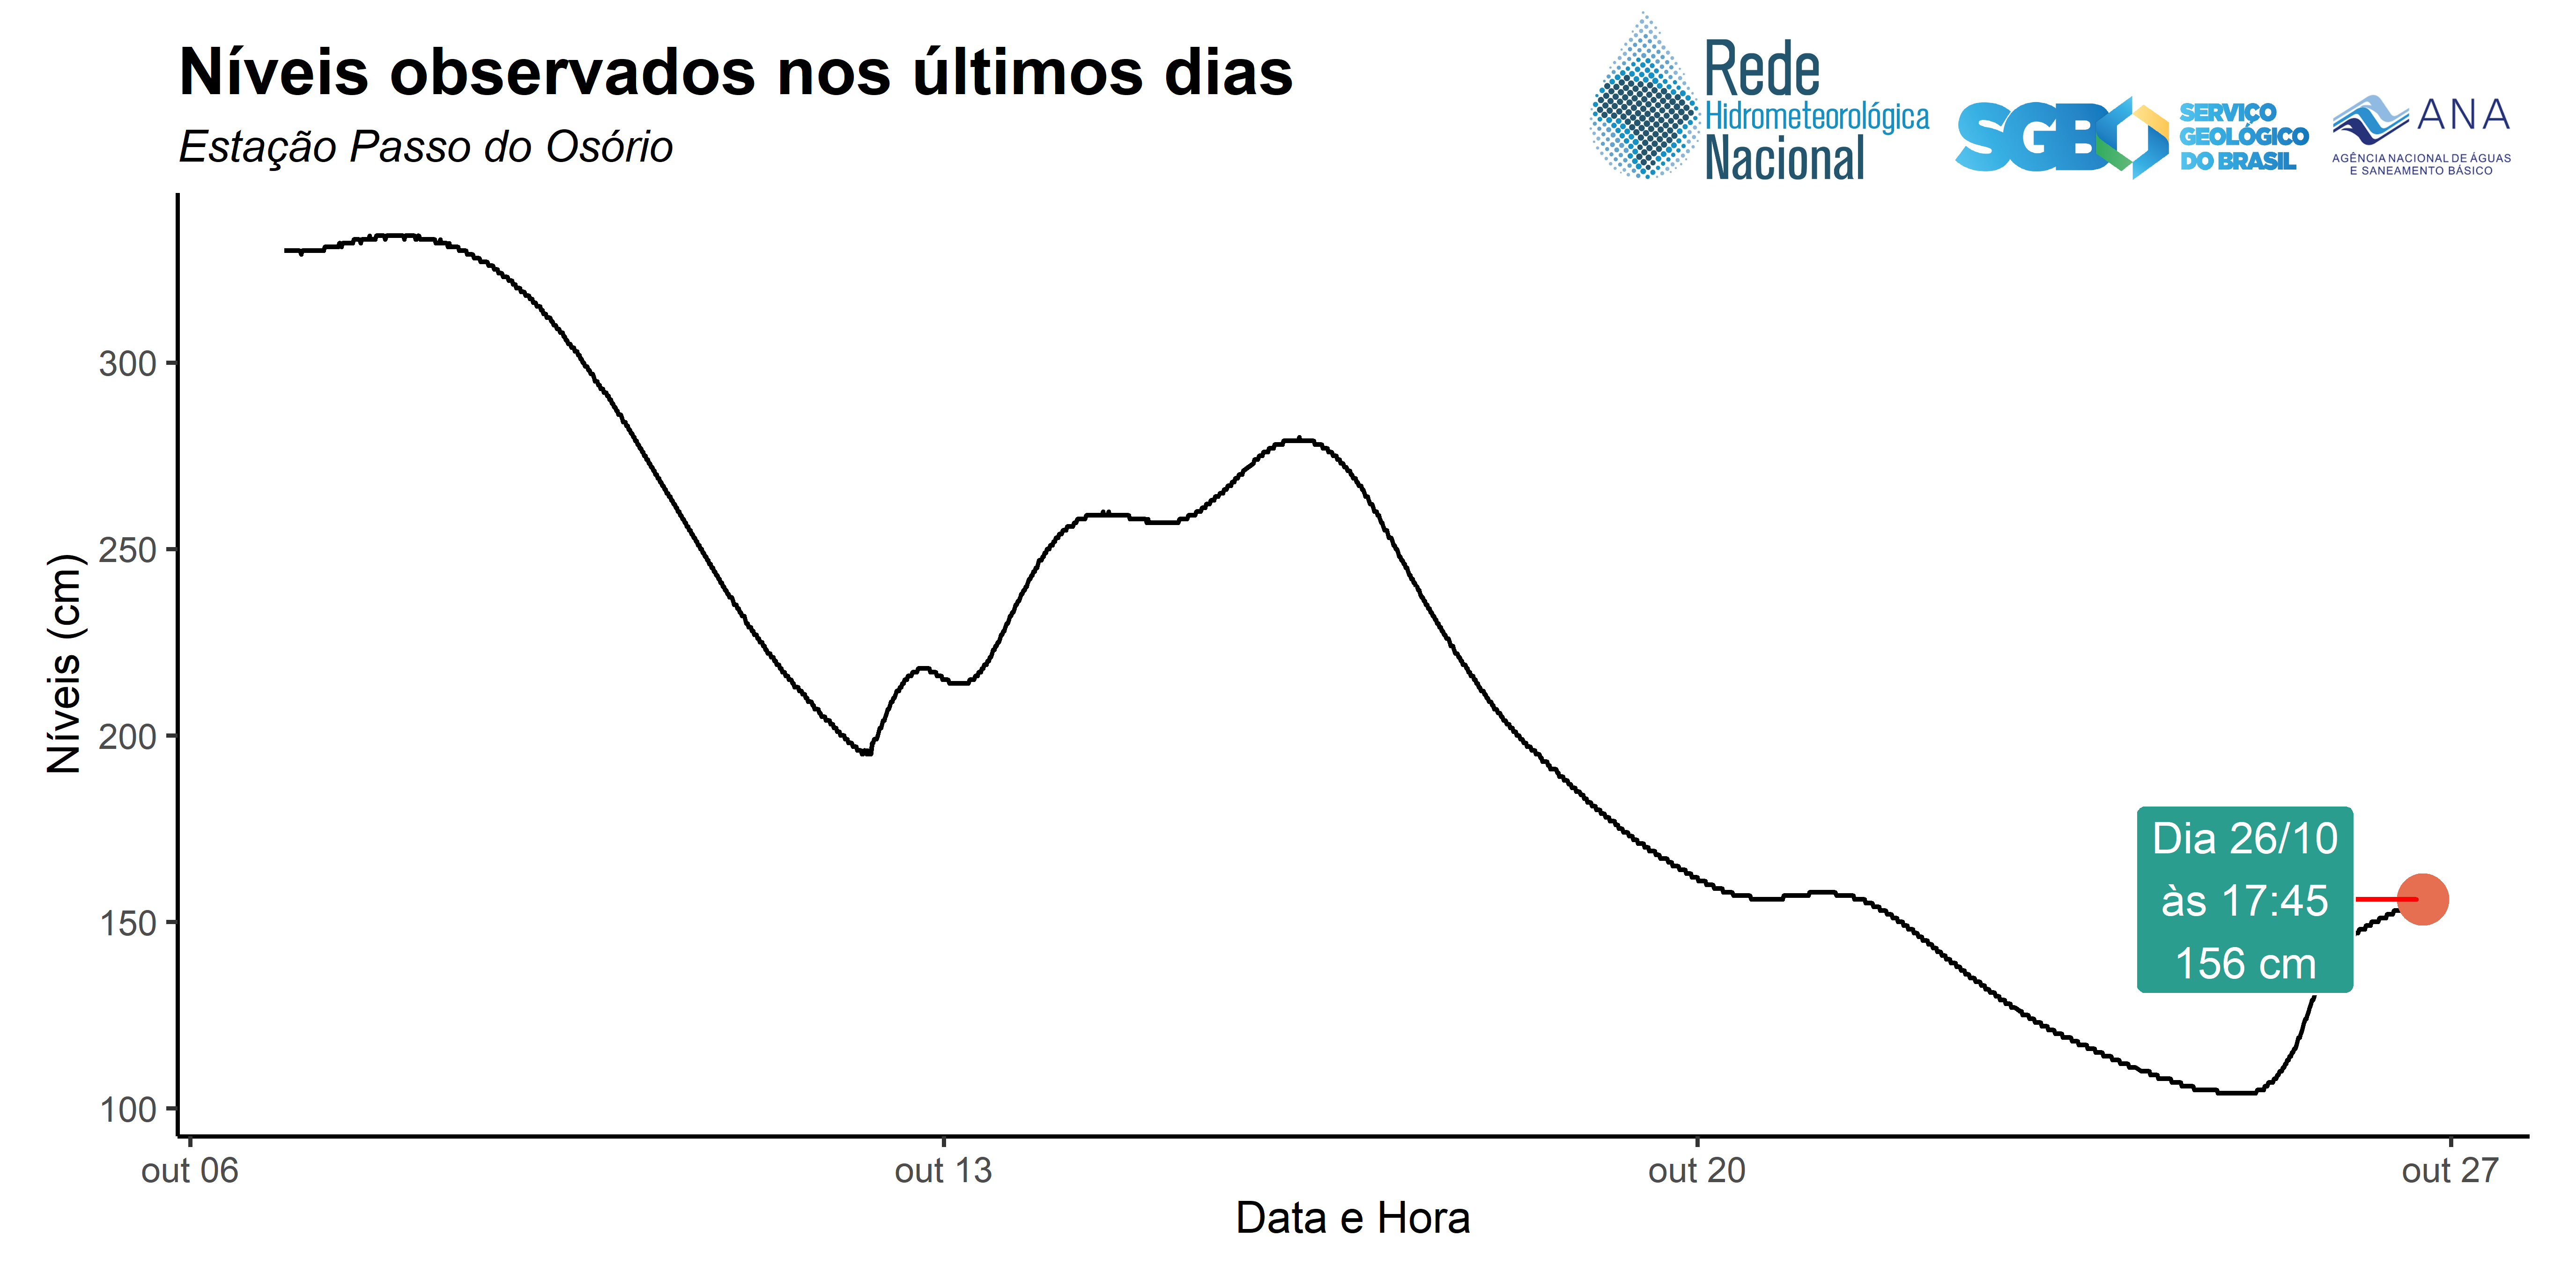 Níveis observados nos últimos dias
Estação Passo do Osório
Rede
Hidrometeorológica
Nacional
SGB
SERVIÇO
GEOLÓGICO
DO BRASIL
ANA
AGÊNCIA NACIONAL DE ÁGUAS
E SANEAMENTO BÁSICO
Níveis (cm)
300
250
200
150
100
Dia 26/10
às 17:45
156 cm
out 06
out 13
out 20
out 27
Data e Hora